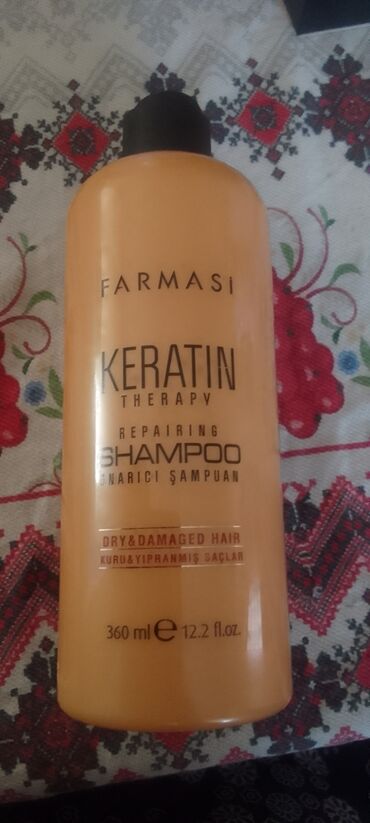 FARMASI
KERATIN
THERAPY
REPAIRING
SHAMPOO
ONARICI ŞAMPUAN
DRY&DAMAGED HAIR
KURU&YIPRANMIŞ SAÇLAR
360 ml ℮ 12.2 fl.oz.